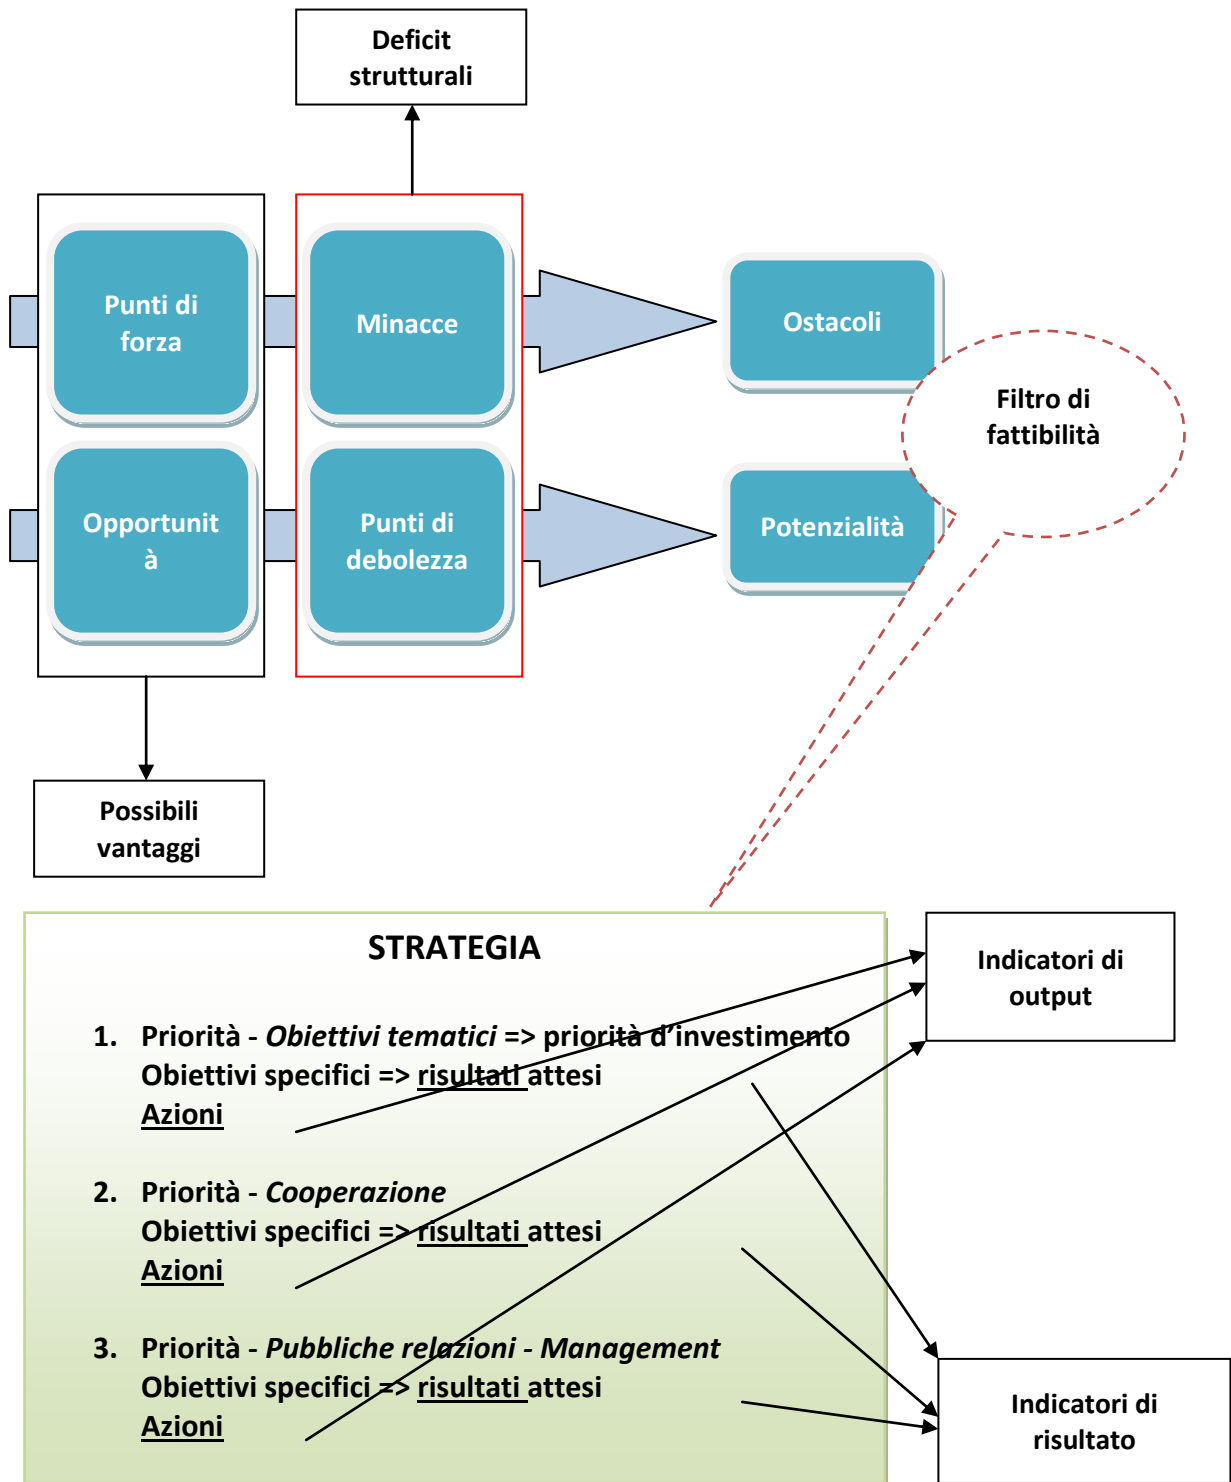 Deficit
strutturali
Punti di
forza
Minacce
Ostacoli
Filtro di
fattibilità
Opportunit
à
Punti di
debolezza
Potenzialità
Possibili
vantaggi
STRATEGIA
Indicatori di
output
1. Priorità - Obiettivi tematici => priorità d’investimento
Obiettivi specifici => risultati attesi
Azioni
2. Priorità - Cooperazione
Obiettivi specifici => risultati attesi
Azioni
3. Priorità - Pubbliche relazioni - Management
Obiettivi specifici => risultati attesi
Azioni
Indicatori di
risultato